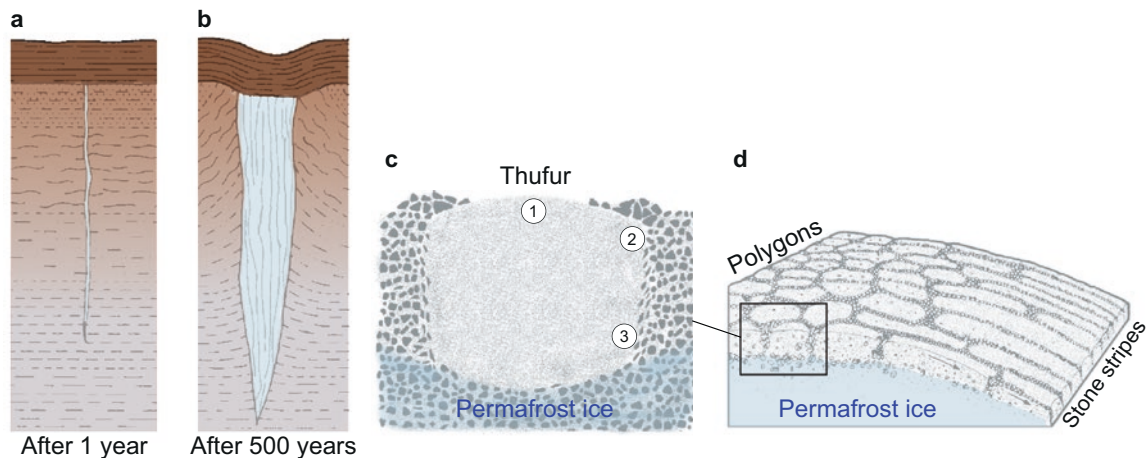 a
After 1 year
b
After 500 years
c
Thufur
1
2
3
Permafrost ice
d
Polygons
Stone stripes
Permafrost ice